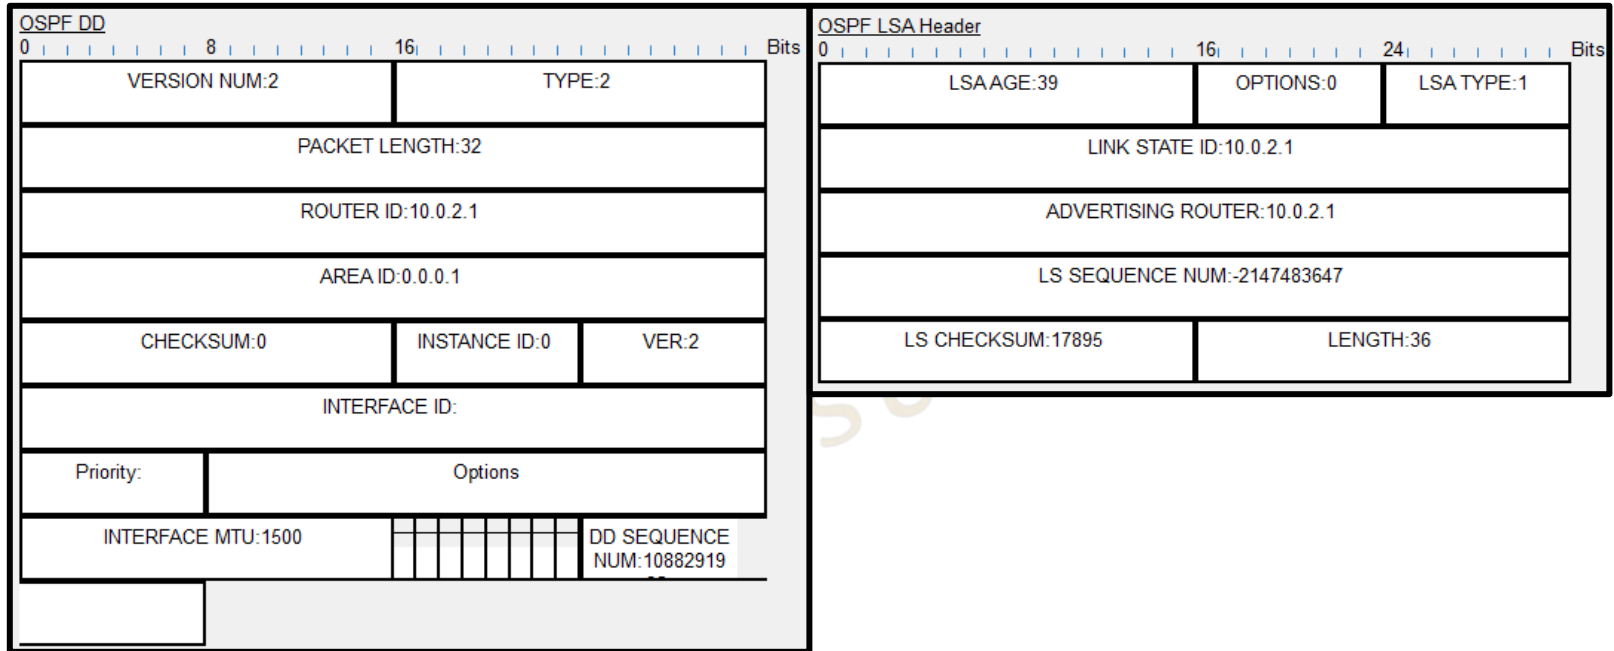 OSPF DD
0 8 16 Bits
VERSION NUM:2 TYPE:2
PACKET LENGTH:32
ROUTER ID:10.0.2.1
AREA ID:0.0.0.1
CHECKSUM:0 INSTANCE ID:0 VER:2
INTERFACE ID:
Priority: Options
INTERFACE MTU:1500 DD SEQUENCE
NUM:10882919
OSPF LSA Header
0 16 24 Bits
LSA AGE:39 OPTIONS:0 LSA TYPE:1
LINK STATE ID:10.0.2.1
ADVERTISING ROUTER:10.0.2.1
LS SEQUENCE NUM:-2147483647
LS CHECKSUM:17895 LENGTH:36